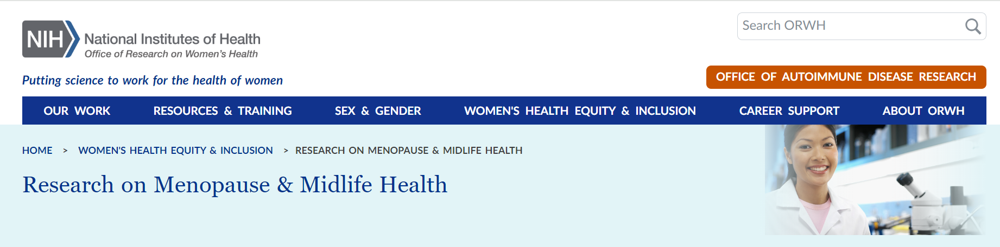 NIH
National Institutes of Health
Office of Research on Women's Health
Search ORWH
Putting science to work for the health of women
OFFICE OF AUTOIMMUNE DISEASE RESEARCH
OUR WORK RESOURCES & TRAINING SEX & GENDER WOMEN'S HEALTH EQUITY & INCLUSION CAREER SUPPORT ABOUT ORWH
HOME > WOMEN'S HEALTH EQUITY & INCLUSION > RESEARCH ON MENOPAUSE & MIDLIFE HEALTH
Research on Menopause & Midlife Health